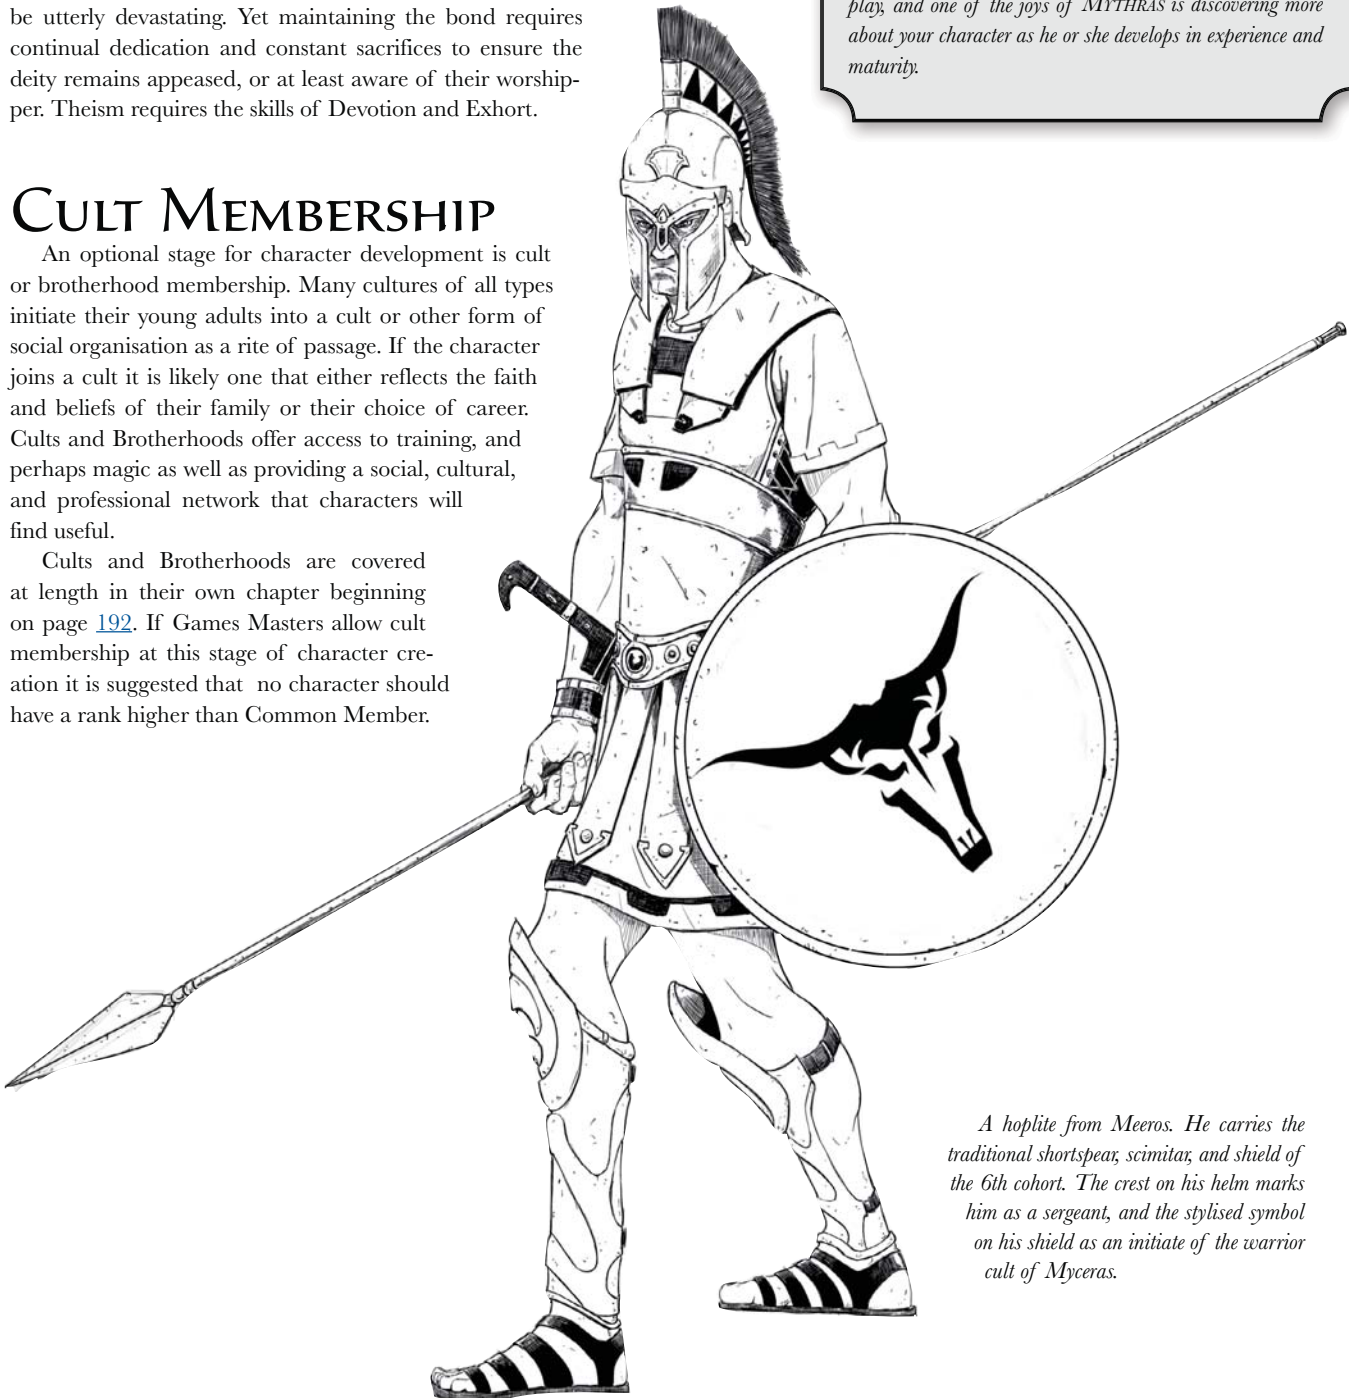 be utterly devastating. Yet maintaining the bond requires
continual dedication and constant sacrifices to ensure the
deity remains appeased, or at least aware of their worship-
per. Theism requires the skills of Devotion and Exhort.
Cult Membership
An optional stage for character development is cult
or brotherhood membership. Many cultures of all types
initiate their young adults into a cult or other form of
social organisation as a rite of passage. If the character
joins a cult it is likely one that either reflects the faith
and beliefs of their family or their choice of career.
Cults and Brotherhoods offer access to training, and
perhaps magic as well as providing a social, cultural,
and professional network that characters will
find useful.
Cults and Brotherhoods are covered
at length in their own chapter beginning
on page 192. If Games Masters allow cult
membership at this stage of character cre-
ation it is suggested that no character should
have a rank higher than Common Member.
play, and one of the joys of MYTHRAS is discovering more
about your character as he or she develops in experience and
maturity.
A hoplite from Meeros. He carries the
traditional shortspear, scimitar, and shield of
the 6th cohort. The crest on his helm marks
him as a sergeant, and the stylised symbol
on his shield as an initiate of the warrior
cult of Myceras.